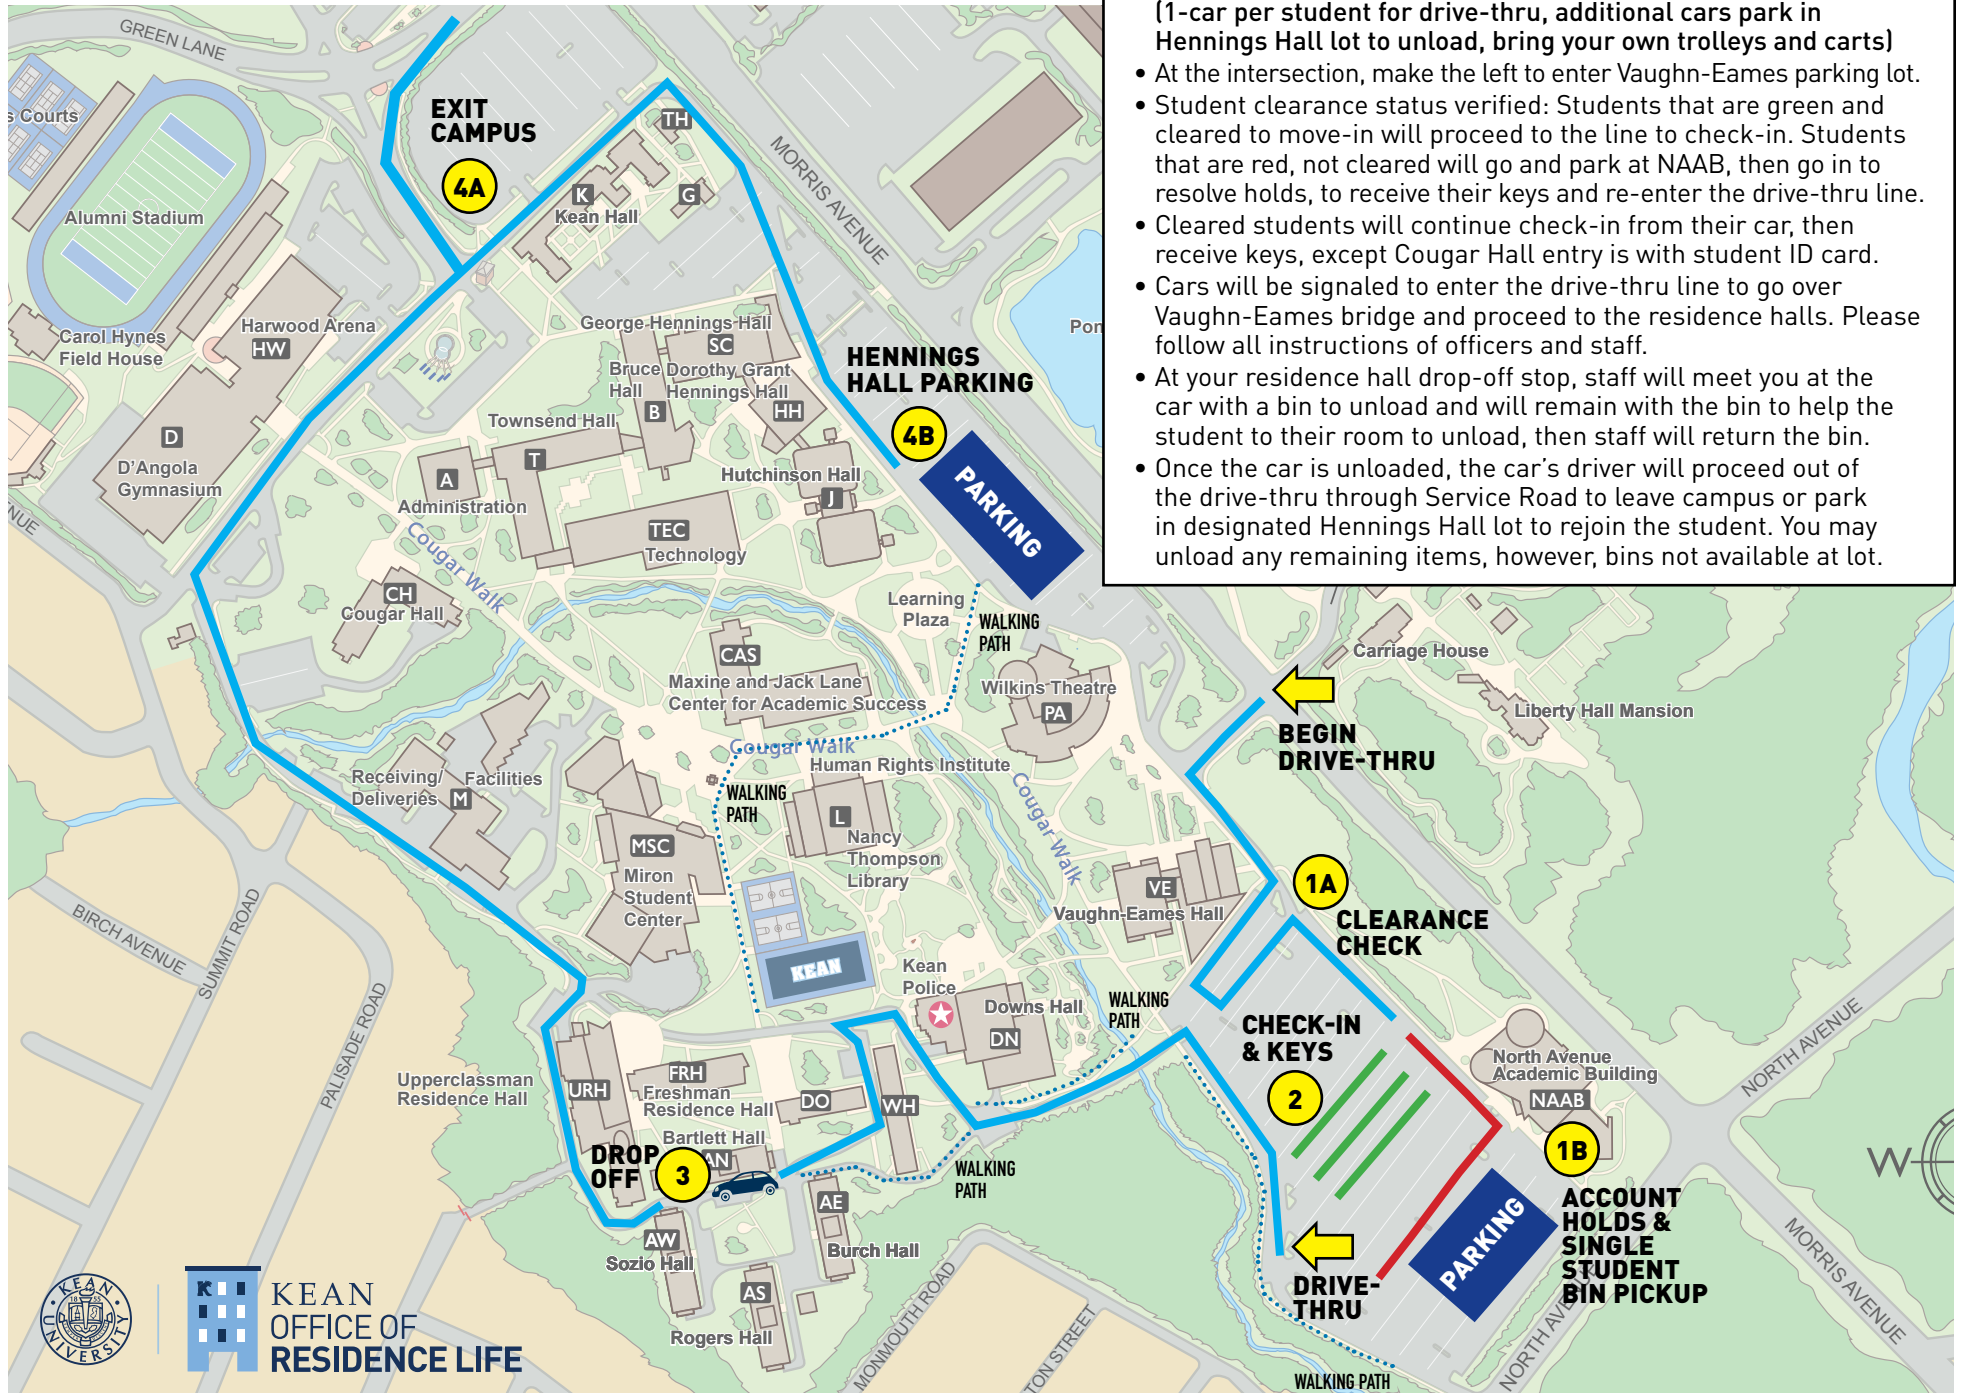 (1-car per student for drive-thru, additional cars park in
Hennings Hall lot to unload, bring your own trolleys and carts)
• At the intersection, make the left to enter Vaughn-Eames parking lot.
• Student clearance status verified: Students that are green and
cleared to move-in will proceed to the line to check-in. Students
that are red, not cleared will go and park at NAAB, then go in to
resolve holds, to receive their keys and re-enter the drive-thru line.
• Cleared students will continue check-in from their car, then
receive keys, except Cougar Hall entry is with student ID card.
• Cars will be signaled to enter the drive-thru line to go over
Vaughn-Eames bridge and proceed to the residence halls. Please
follow all instructions of officers and staff.
• At your residence hall drop-off stop, staff will meet you at the
car with a bin to unload and will remain with the bin to help the
student to their room to unload, then staff will return the bin.
• Once the car is unloaded, the car's driver will proceed out of
the drive-thru through Service Road to leave campus or park
in designated Hennings Hall lot to rejoin the student. You may
unload any remaining items, however, bins not available at lot.
GREEN LANE
s Courts
EXIT
CAMPUS
4A
TH
K
Kean Hall
G
MORRIS AVENUE
Alumni Stadium
Carol Hynes
Field House
Harwood Arena
HW
George Hennings Hall
SC
Bruce
Hall
B
Dorothy Grant
Hennings Hall
HH
HENNINGS
HALL PARKING
4B
PARKING
Pon
D
D'Angola
Gymnasium
Townsend Hall
T
A
Administration
Hutchinson Hall
J
TEC
Technology
NUE
Cougar Walk
CH
Cougar Hall
Learning
Plaza
WALKING
PATH
CAS
Maxine and Jack Lane
Center for Academic Success
Wilkins Theatre
PA
Carriage House
Liberty Hall Mansion
BEGIN
DRIVE-THRU
Cougar Walk
Human Rights Institute
Cougar Walk
Receiving/
Deliveries
Facilities
M
WALKING
PATH
L
Nancy
Thompson
Library
MSC
Miron
Student
Center
VE
Vaughn-Eames Hall
1A
CLEARANCE
CHECK
BIRCH AVENUE
SUMMIT ROAD
PALISADE ROAD
KEAN
Kean
Police
Downs Hall
DN
WALKING
PATH
CHECK-IN
& KEYS
2
North Avenue
Academic Building
NAAB
NORTH AVENUE
W
1B
ACCOUNT
HOLDS &
SINGLE
STUDENT
BIN PICKUP
PARKING
Upperclassman
Residence Hall
URH
FRH
Freshman
Residence Hall
DO
WH
Bartlett Hall
AN
DROP
OFF
3
WALKING
PATH
AE
Burch Hall
AW
Sozio Hall
AS
Rogers Hall
DRIVE-
THRU
MORRIS AVENUE
NORTH AVENUE
MONMOUTH ROAD
TON STREET
WALKING PATH
KEAN
1855
UNIVERSITY
K
KEAN
OFFICE OF
RESIDENCE LIFE